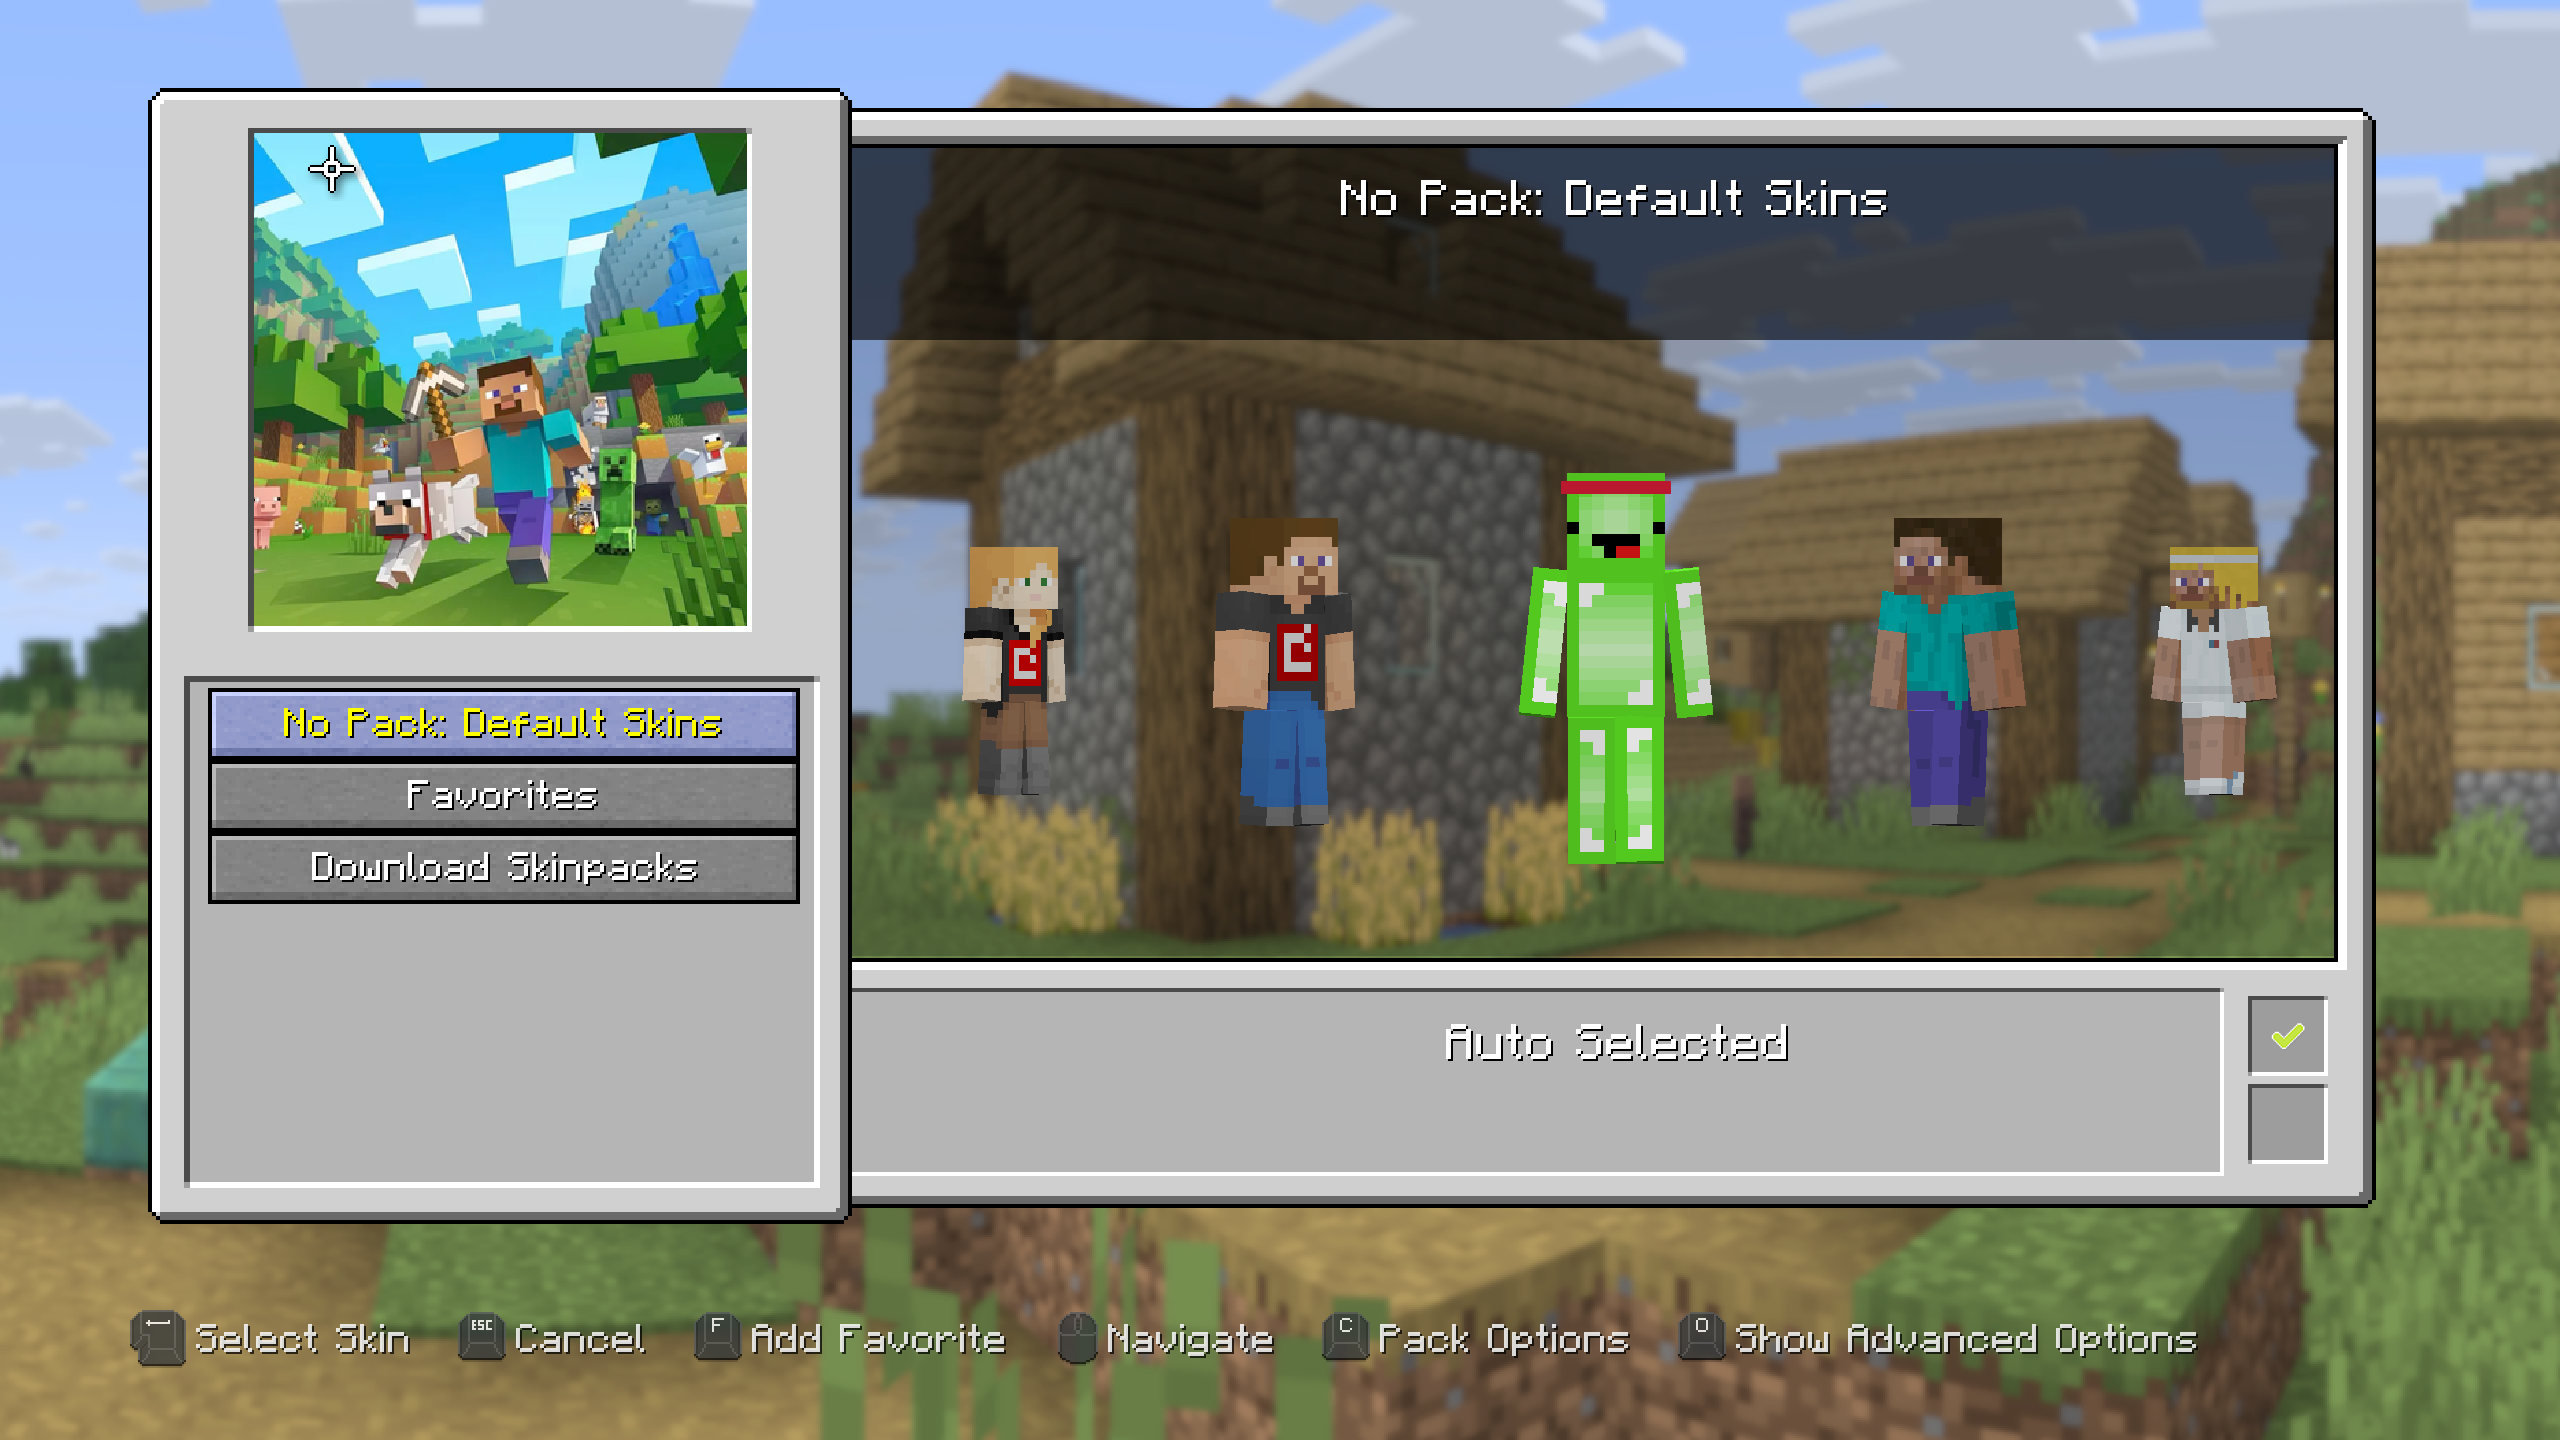 No Pack: Default Skins
No Pack: Default Skins
Favorites
Download Skinpacks
Auto Selected
Select Skin
ESC Cancel
F Add Favorite
Navigate
C Pack Options
O Show Advanced Options